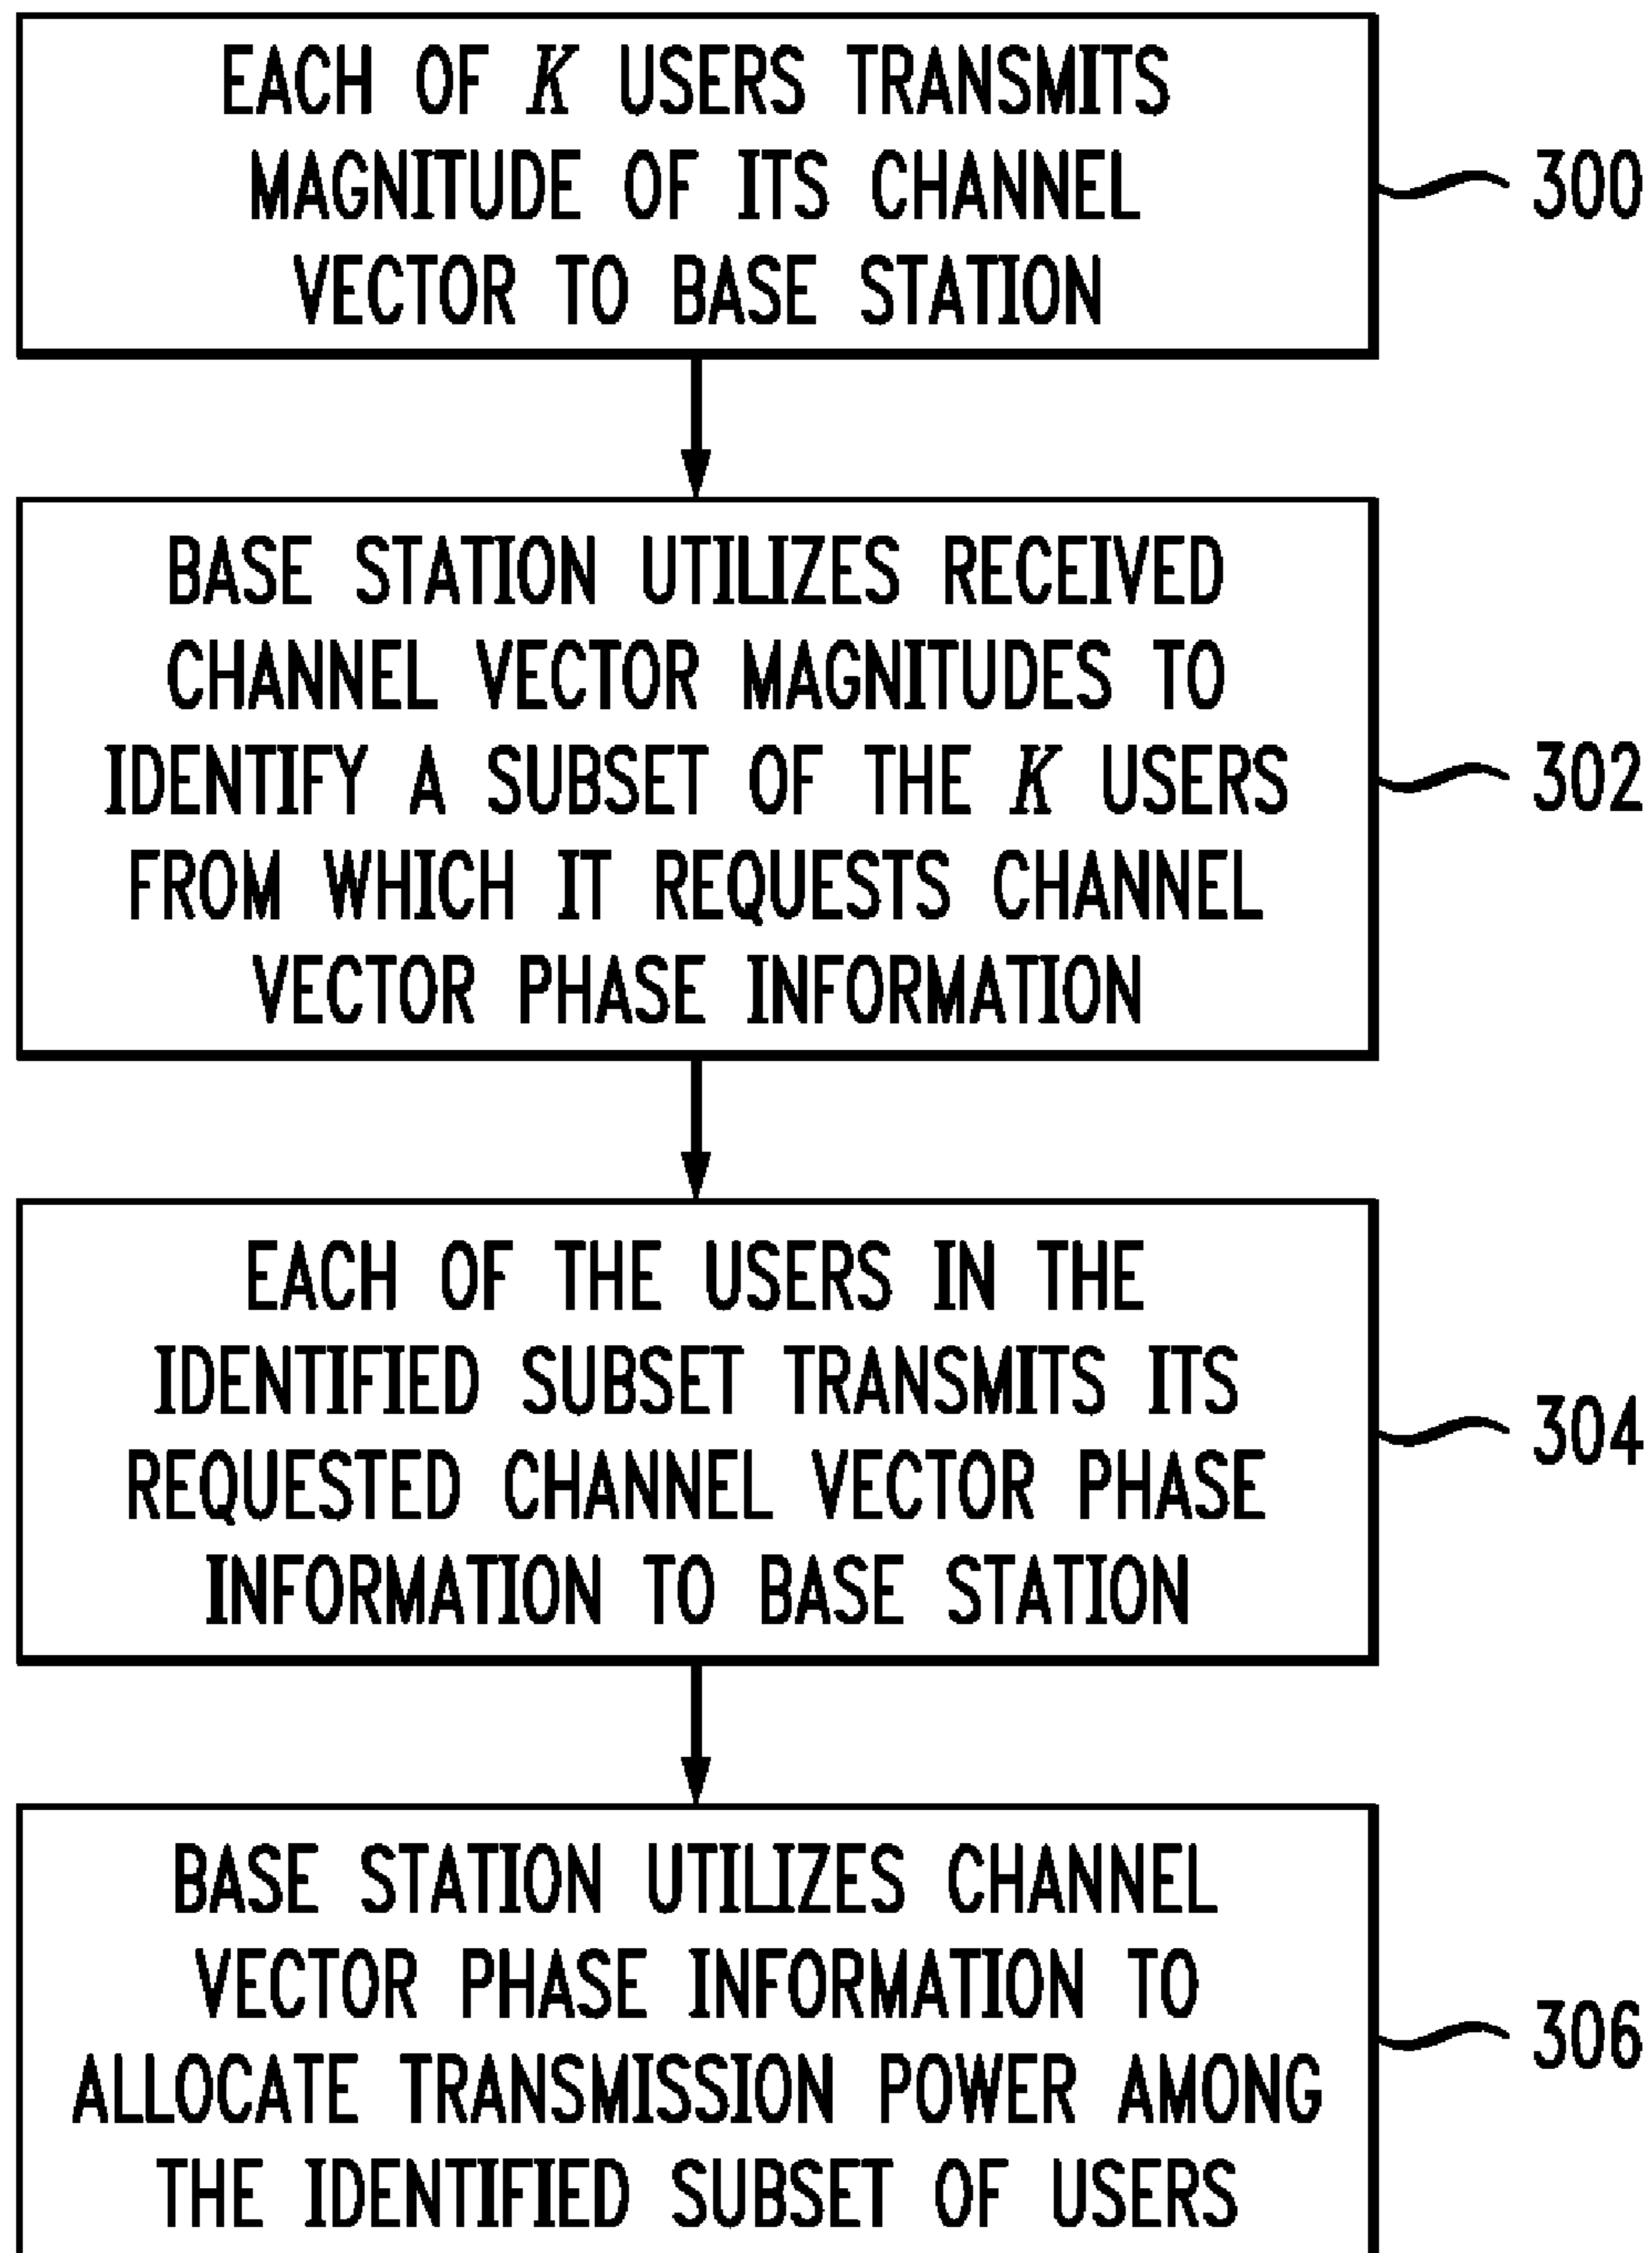 EACH OF K USERS TRANSMITS
MAGNITUDE OF ITS CHANNEL
VECTOR TO BASE STATION
300
BASE STATION UTILIZES RECEIVED
CHANNEL VECTOR MAGNITUDES TO
IDENTIFY A SUBSET OF THE K USERS
FROM WHICH IT REQUESTS CHANNEL
VECTOR PHASE INFORMATION
302
EACH OF THE USERS IN THE
IDENTIFIED SUBSET TRANSMITS ITS
REQUESTED CHANNEL VECTOR PHASE
INFORMATION TO BASE STATION
304
BASE STATION UTILIZES CHANNEL
VECTOR PHASE INFORMATION TO
ALLOCATE TRANSMISSION POWER AMONG
THE IDENTIFIED SUBSET OF USERS
306